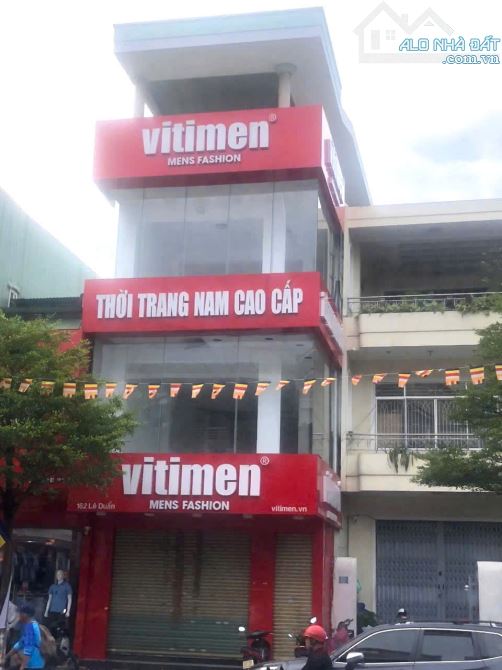 ALO NHÀ ĐẤT
.com.vn
vitimen®
MENS FASHION
THỜI TRANG NAM CAO CẤP
vitimen®
MENS FASHION
162 Lê Duẩn
vitimen.vn